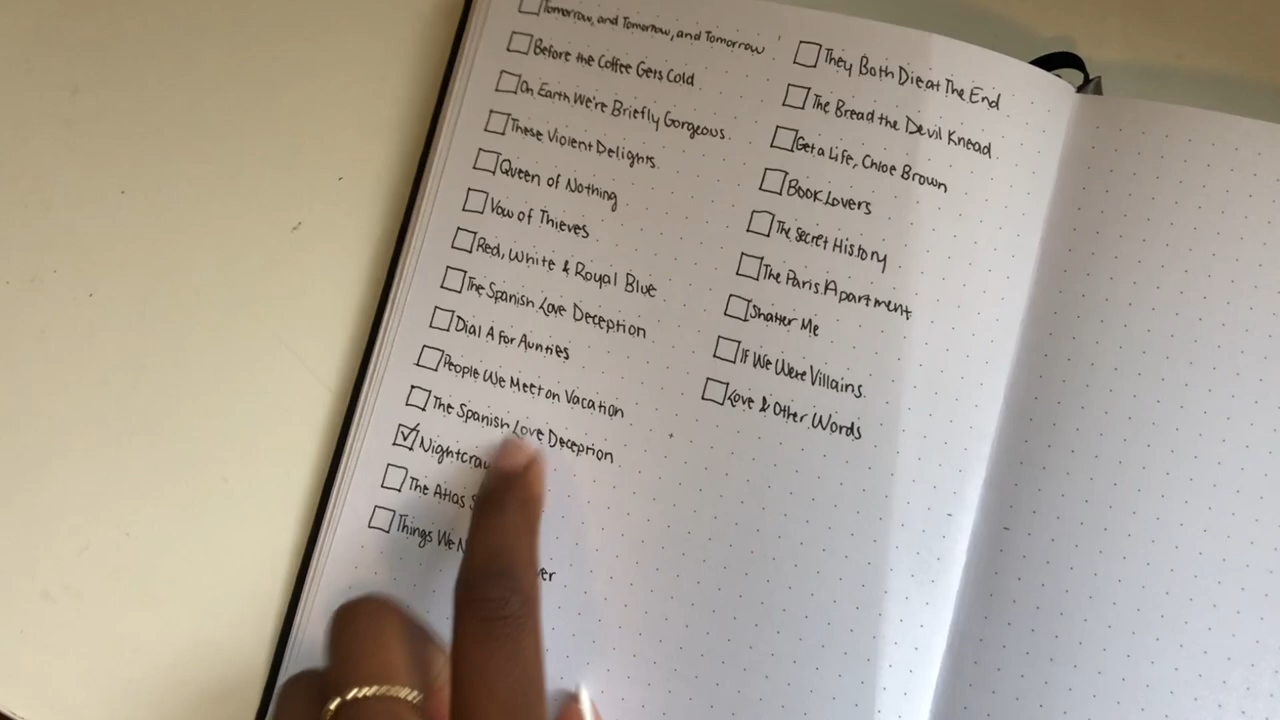 Tomorrow, and Tomorrow, and Tomorrow
Before the Coffee Gets Cold
On Earth We're Briefly Gorgeous
These Violent Delights
Queen of Nothing
Vow of Thieves
Red, White & Royal Blue
The Spanish Love Deception
Dial A for Aunties
People We Meet on Vacation
The Spanish Love Deception
The Atlas
Things We
They Both Die at The End
The Bread the Devil Knead
Get a Life, Chloe Brown
Book Lovers
The Secret History
The Paris Apartment
Shatter Me
If We Were Villains
Love & Other Words